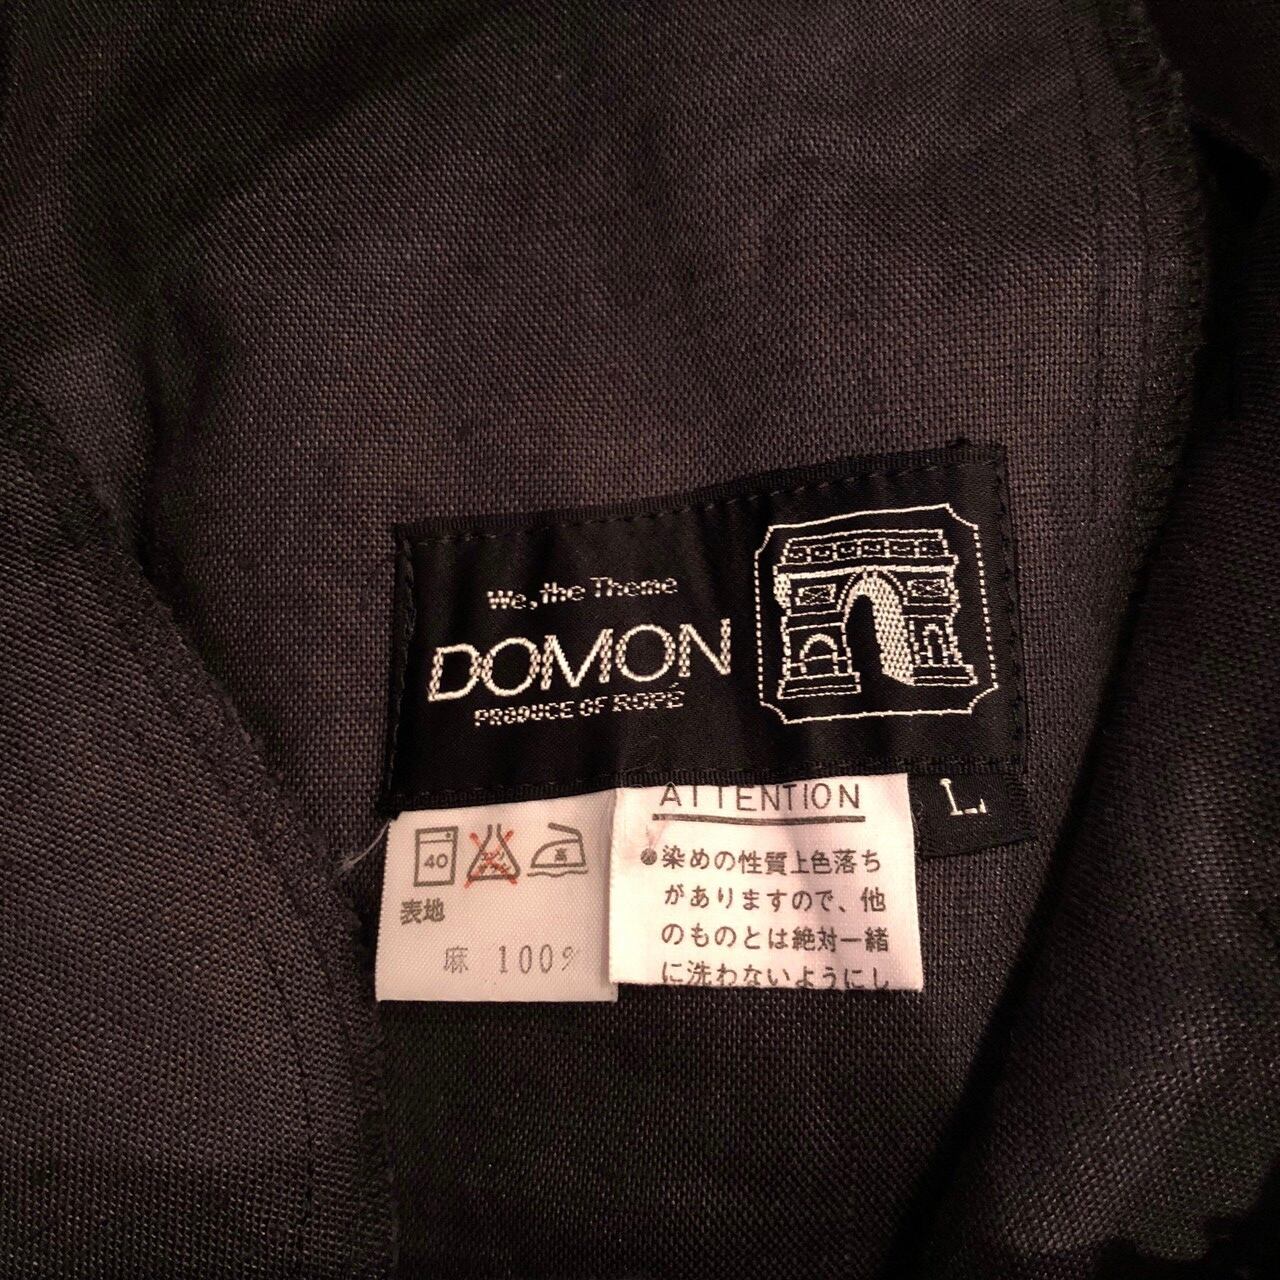 We, the Theme
DOMON
PRODUCE OF ROPÉ
L
40
高
表地
麻 100%
ATTENTION
●染めの性質上色落ち
がありますので、他
のものとは絶対一緒
に洗わないようにし